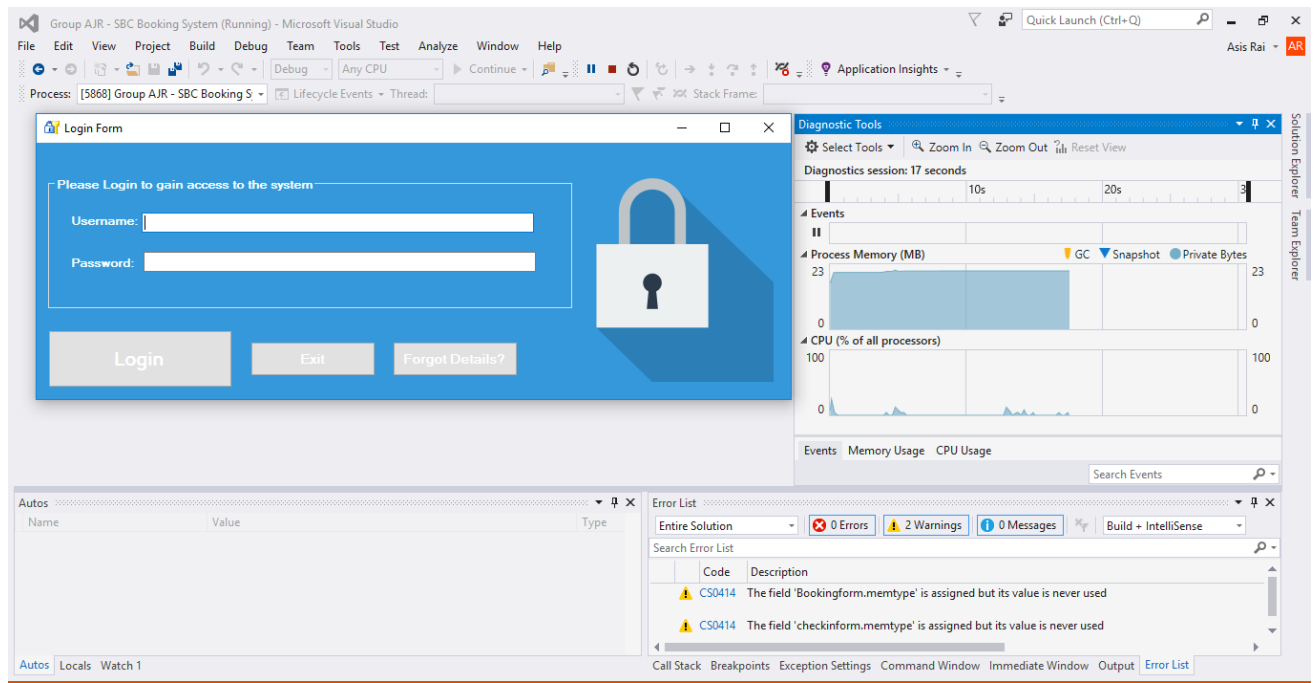 Group AJR - SBC Booking System (Running) - Microsoft Visual Studio
Quick Launch (Ctrl+Q)
File Edit View Project Build Debug Team Tools Test Analyze Window Help
Asis Rai AR
Debug Any CPU Continue Application Insights
Process: [5868] Group AJR - SBC Booking Lifecycle Events Thread: Stack Frame:
Login Form
Please Login to gain access to the system
Username:
Password:
Login Exit Forgot Details?
Diagnostic Tools
Select Tools Zoom In Zoom Out Reset View
Diagnostics session: 17 seconds
10s 20s 3
Events
Process Memory (MB) GC Snapshot Private Bytes
23 23
0 0
CPU (% of all processors)
100 100
0 0
Events Memory Usage CPU Usage
Search Events
Solution Explorer
Team Explorer
Autos
Name Value Type
Autos Locals Watch 1
Error List
Entire Solution 0 Errors 2 Warnings 0 Messages Build + IntelliSense
Search Error List
Code Description
CS0414 The field 'Bookingform.memtype' is assigned but its value is never used
CS0414 The field 'checkinform.memtype' is assigned but its value is never used
Call Stack Breakpoints Exception Settings Command Window Immediate Window Output Error List